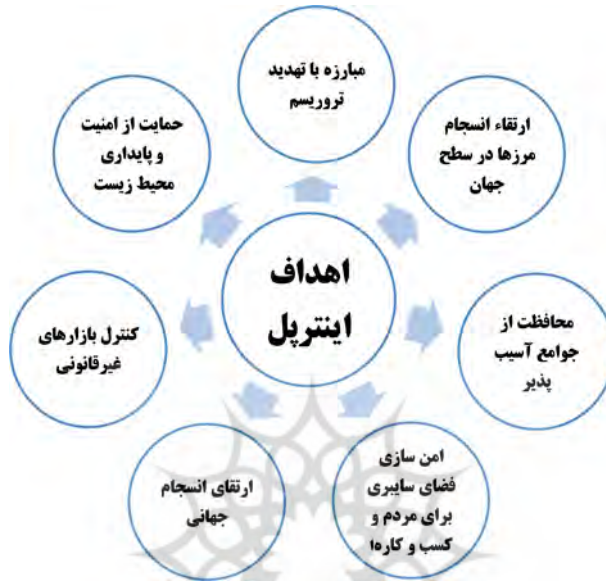 مبارزه با تهدید
تروریسم
ارتقاء انسجام
مرزها در سطح
جهان
محافظت از
جوامع آسیب
پذیر
امن سازی
فضای سایبری
برای مردم و
کسب و کاره۱
ارتقای انسجام
جهانی
کنترل بازارهای
غیرقانونی
حمایت از امنیت
و پایداری
محیط زیست
اهداف
اینترپل